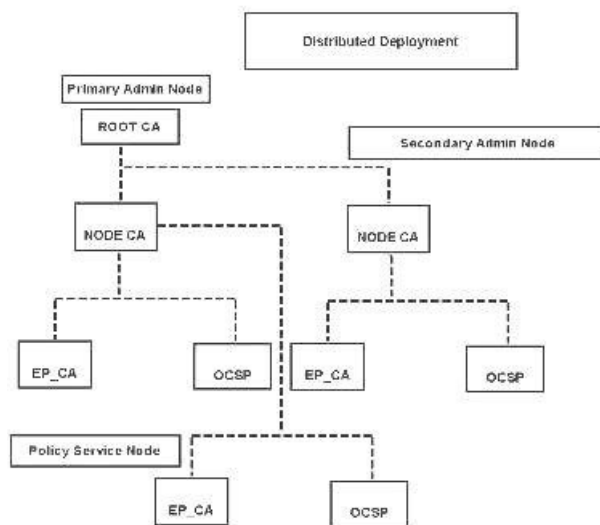 Distributed Deployment
Primary Admin Node
ROOT CA
Secondary Admin Node
NODE CA
NODE CA
EP_CA
OCSP
EP_CA
OCSP
Policy Service Node
EP_CA
OCSP